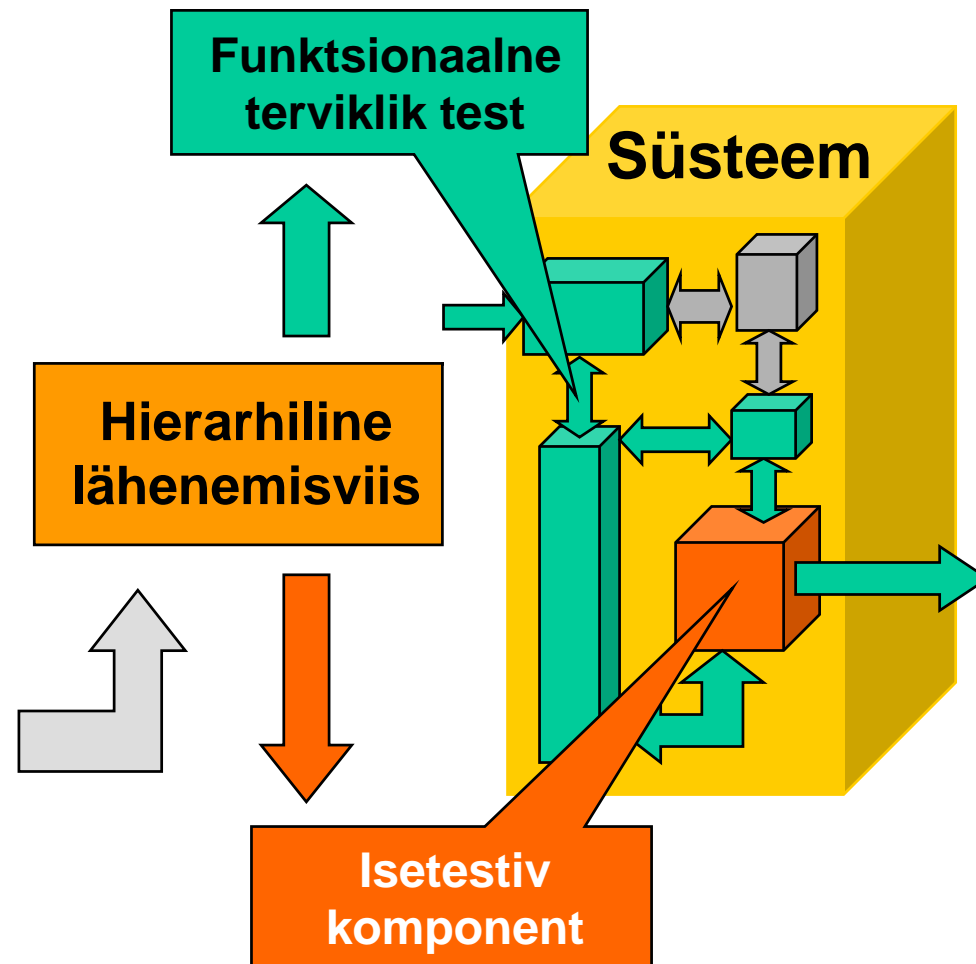 Funktsionaalne
terviklik test
Süsteem
Hierarhiline
lähenemisviis
Isetestiv
komponent